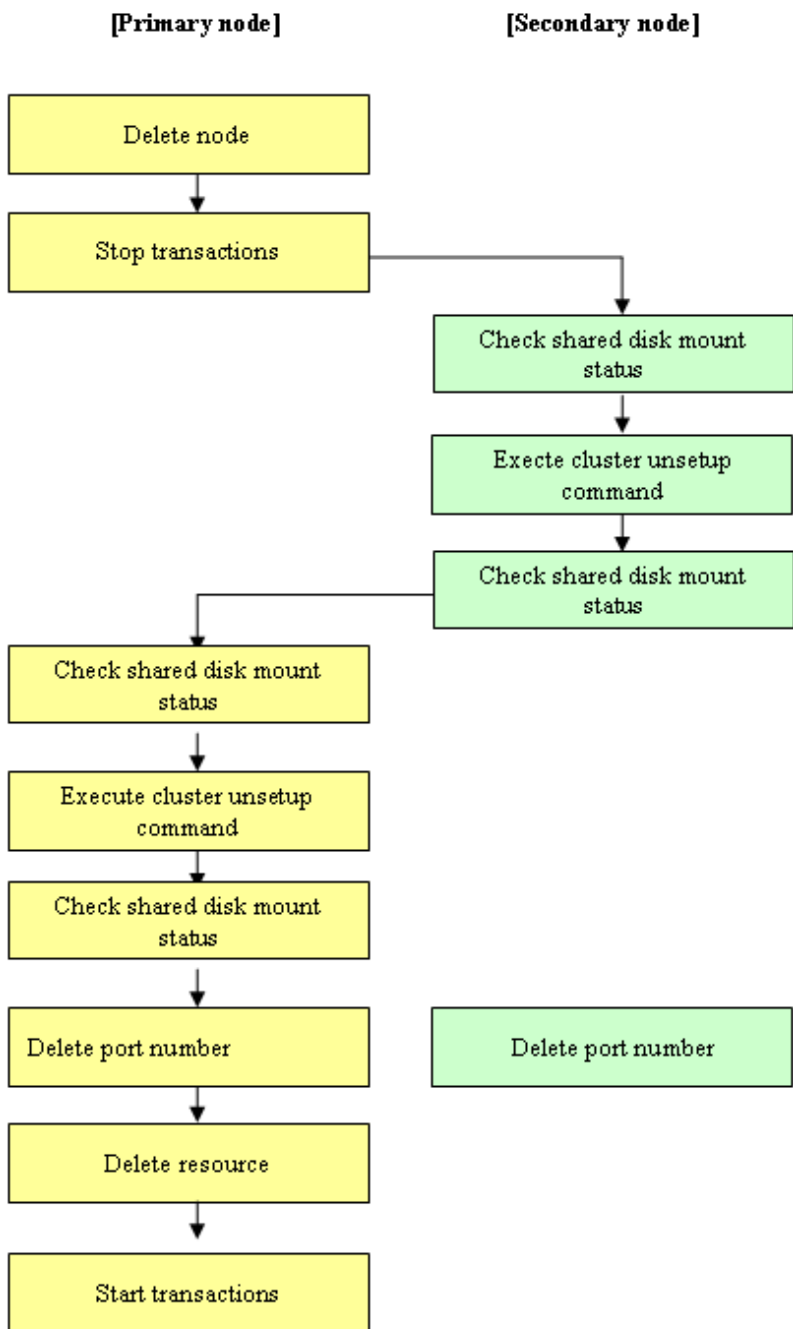 [Primary node]
[Secondary node]
Delete node
Stop transactions
Check shared disk mount
status
Execte cluster unsetup
command
Check shared disk mount
status
Check shared disk mount
status
Execute cluster unsetup
command
Check shared disk mount
status
Delete port number
Delete port number
Delete resource
Start transactions